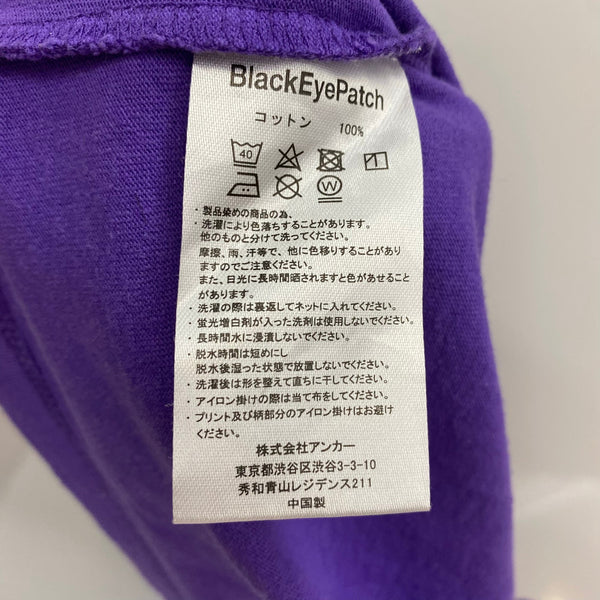 BlackEyePatch
コットン 100%
40
W
・製品染めの商品の為、
・洗濯により色落ちすることがあります。
他のものと分けて洗ってください。
摩擦、雨、汗等で、他に色移りすることがあり
ますのでご注意ください。
また、日光に長時間晒されますと色があせること
があります。
・洗濯の際は裏返してネットに入れてください。
・蛍光増白剤が入った洗剤は使用しないでください。
・長時間水に浸漬しないでください。
・脱水時間は短めにし
脱水後湿った状態で放置しないでください。
・洗濯後は形を整えて直ちに干してください。
・アイロン掛けの際は当て布をしてください。
・プリント及び柄部分のアイロン掛けはお避け
ください。
株式会社アンカー
東京都渋谷区渋谷3-3-10
秀和青山レジデンス211
中国製